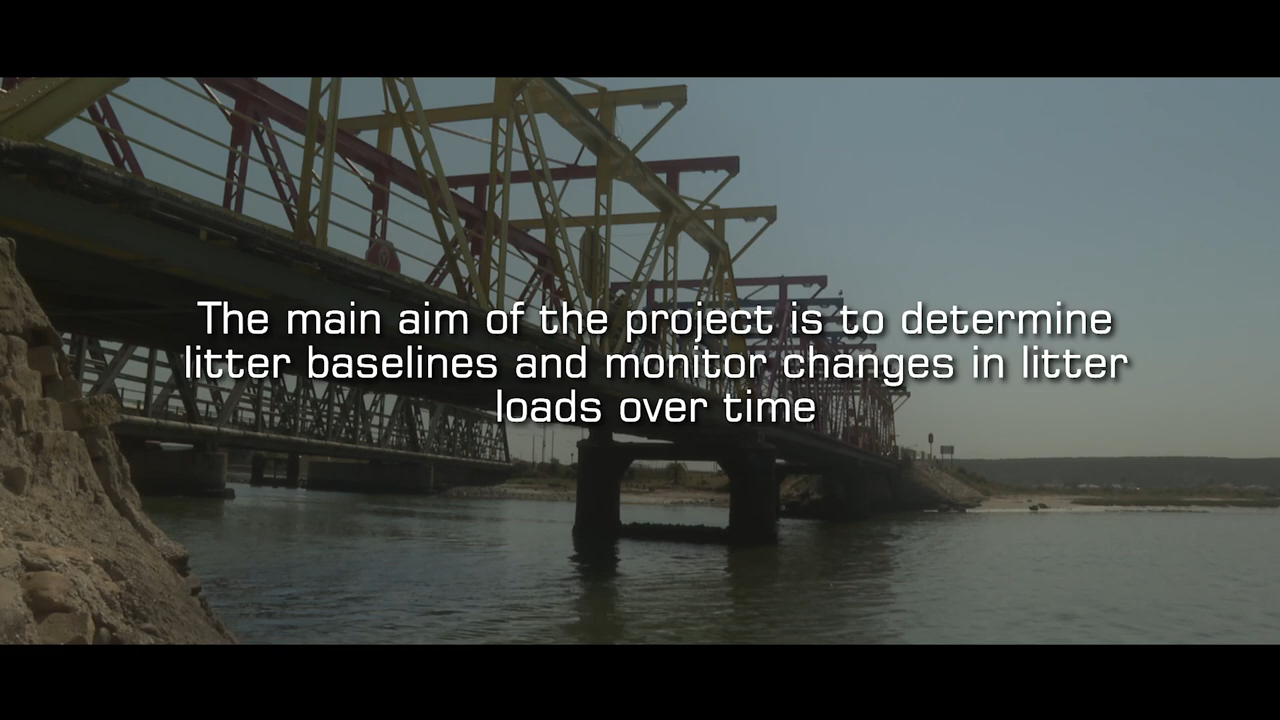 The main aim of the project is to determine
litter baselines and monitor changes in litter
loads over time